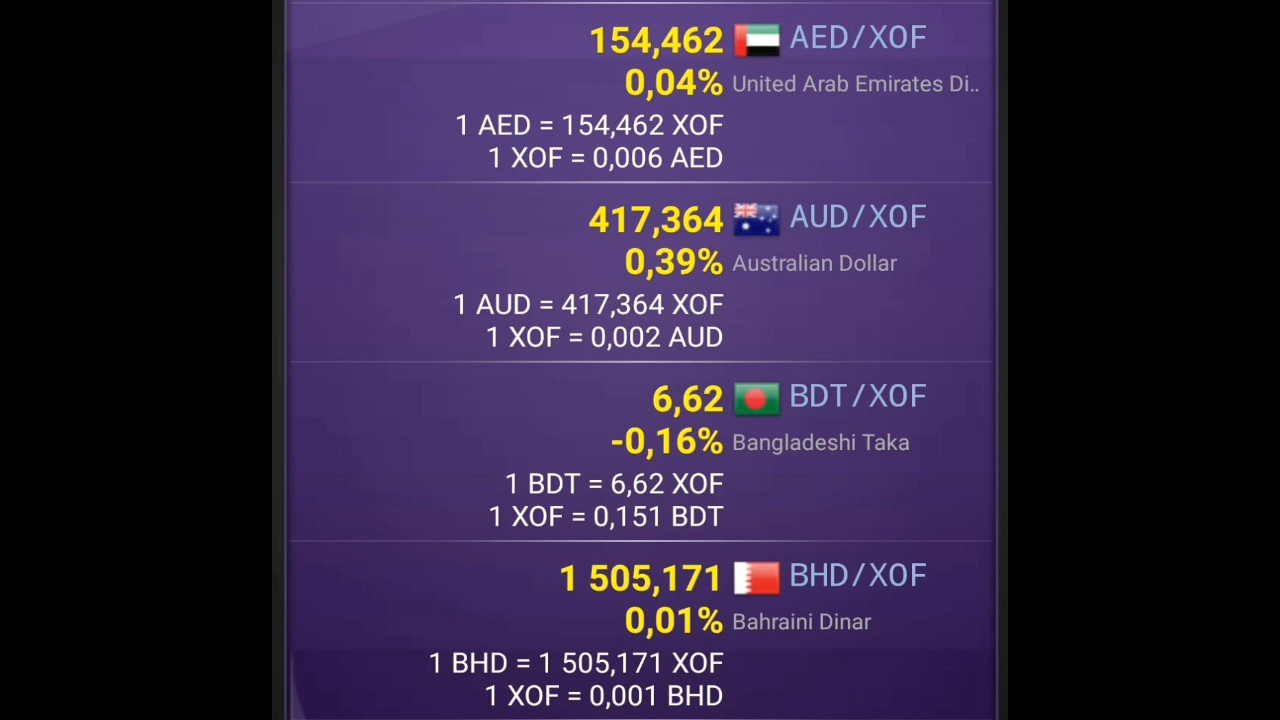 154,462 AED/XOF
0,04% United Arab Emirates Di..
1 AED = 154,462 XOF
1 XOF = 0,006 AED
417,364 AUD/XOF
0,39% Australian Dollar
1 AUD = 417,364 XOF
1 XOF = 0,002 AUD
6,62 BDT/XOF
-0,16% Bangladeshi Taka
1 BDT = 6,62 XOF
1 XOF = 0,151 BDT
1 505,171 BHD/XOF
0,01% Bahraini Dinar
1 BHD = 1 505,171 XOF
1 XOF = 0,001 BHD